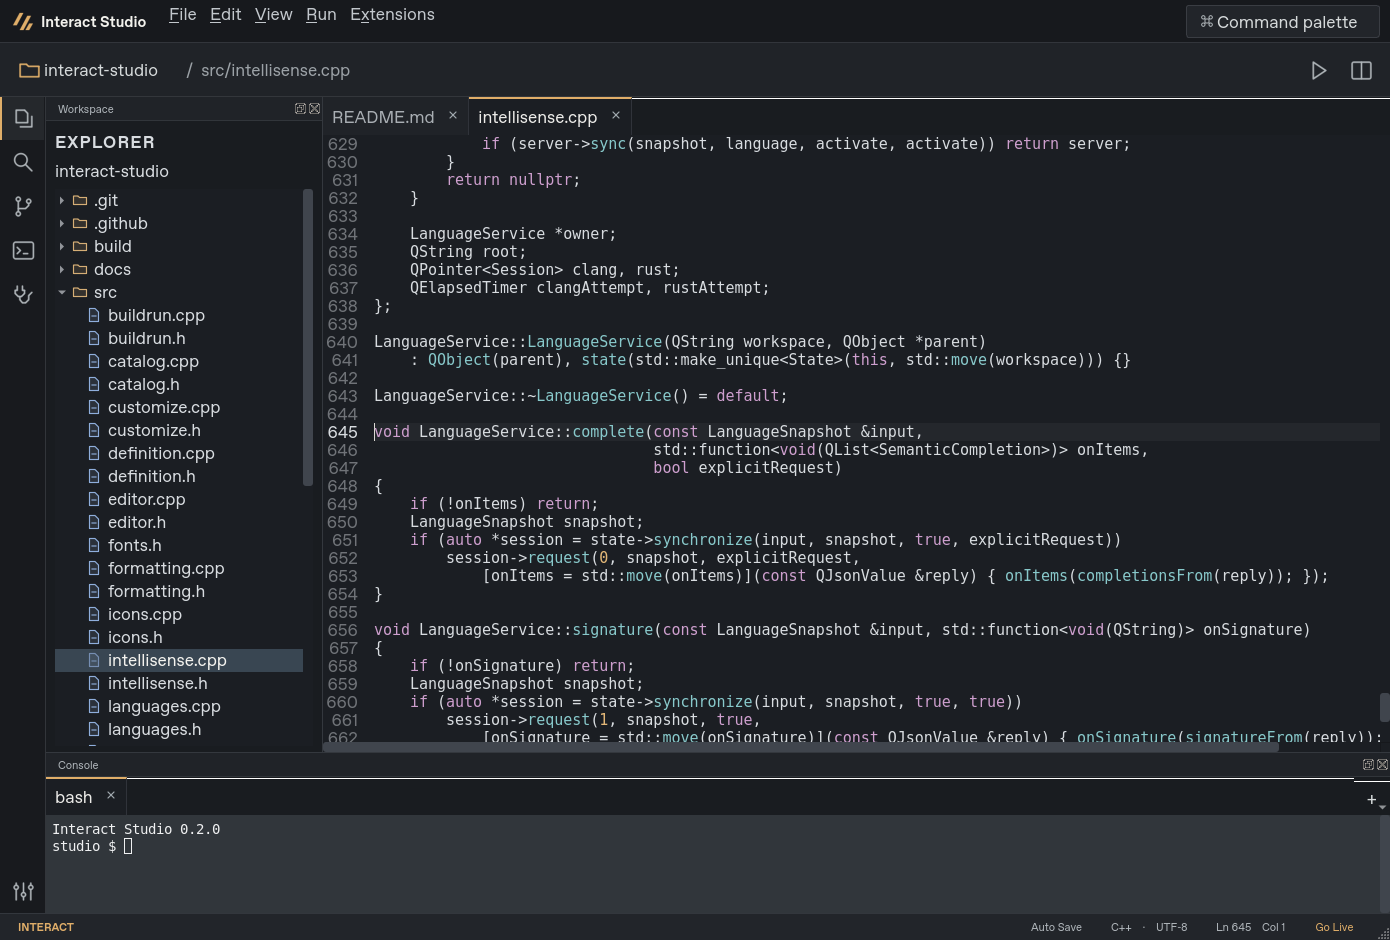 Interact Studio File Edit View Run Extensions ⌘ Command palette
interact-studio / src/intellisense.cpp
Workspace
EXPLORER
interact-studio
.git
.github
build
docs
src
buildrun.cpp
buildrun.h
catalog.cpp
catalog.h
customize.cpp
customize.h
definition.cpp
definition.h
editor.cpp
editor.h
fonts.h
formatting.cpp
formatting.h
icons.cpp
icons.h
intellisense.cpp
intellisense.h
languages.cpp
languages.h
README.md × intellisense.cpp ×
629             if (server->sync(snapshot, language, activate, activate)) return server;
630         }
631         return nullptr;
632     }
633
634     LanguageService *owner;
635     QString root;
636     QPointer<Session> clang, rust;
637     QElapsedTimer clangAttempt, rustAttempt;
638 };
639
640 LanguageService::LanguageService(QString workspace, QObject *parent)
641     : QObject(parent), state(std::make_unique<State>(this, std::move(workspace))) {}
642
643 LanguageService::~LanguageService() = default;
644
645 void LanguageService::complete(const LanguageSnapshot &input,
646                                std::function<void(QList<SemanticCompletion>)> onItems,
647                                bool explicitRequest)
648 {
649     if (!onItems) return;
650     LanguageSnapshot snapshot;
651     if (auto *session = state->synchronize(input, snapshot, true, explicitRequest))
652         session->request(0, snapshot, explicitRequest,
653             [onItems = std::move(onItems)](const QJsonValue &reply) { onItems(completionsFrom(reply)); });
654 }
655
656 void LanguageService::signature(const LanguageSnapshot &input, std::function<void(QString)> onSignature)
657 {
658     if (!onSignature) return;
659     LanguageSnapshot snapshot;
660     if (auto *session = state->synchronize(input, snapshot, true, true))
661         session->request(1, snapshot, true,
662             [onSignature = std::move(onSignature)](const QJsonValue &reply) { onSignature(signatureFrom(reply));
Console
bash × +
Interact Studio 0.2.0
studio $
INTERACT Auto Save C++ · UTF-8 Ln 645 Col 1 Go Live